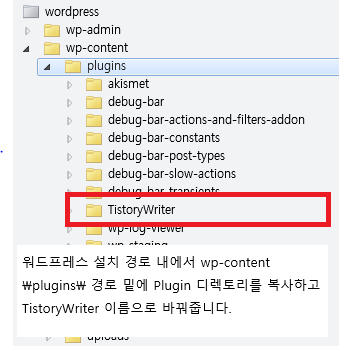 wordpress
wp-admin
wp-content
plugins
akismet
debug-bar
debug-bar-actions-and-filters-addon
debug-bar-constants
debug-bar-post-types
debug-bar-slow-actions
debug-bar-transients
TistoryWriter
wp-log-viewer
wp-staging
워드프레스 설치 경로 내에서 wp-content
₩plugins₩ 경로 밑에 Plugin 디렉토리를 복사하고
TistoryWriter 이름으로 바꿔줍니다.
uploads